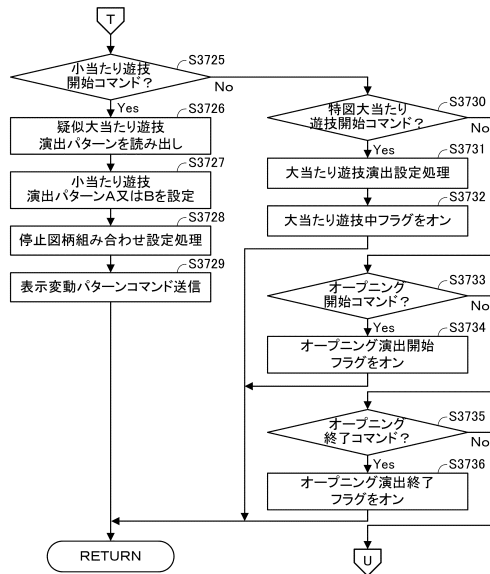 T
小当たり遊技
開始コマンド？
S3725
No
Yes
S3726
疑似大当たり遊技
演出パターンを読み出し
S3727
小当たり遊技
演出パターンA又はBを設定
S3728
停止図柄組み合わせ設定処理
S3729
表示変動パターンコマンド送信
特図大当たり
遊技開始コマンド？
S3730
No
Yes
S3731
大当たり遊技演出設定処理
S3732
大当たり遊技中フラグをオン
S3733
オープニング
開始コマンド？
No
Yes
S3734
オープニング演出開始
フラグをオン
S3735
オープニング
終了コマンド？
No
Yes
S3736
オープニング演出終了
フラグをオン
RETURN
U